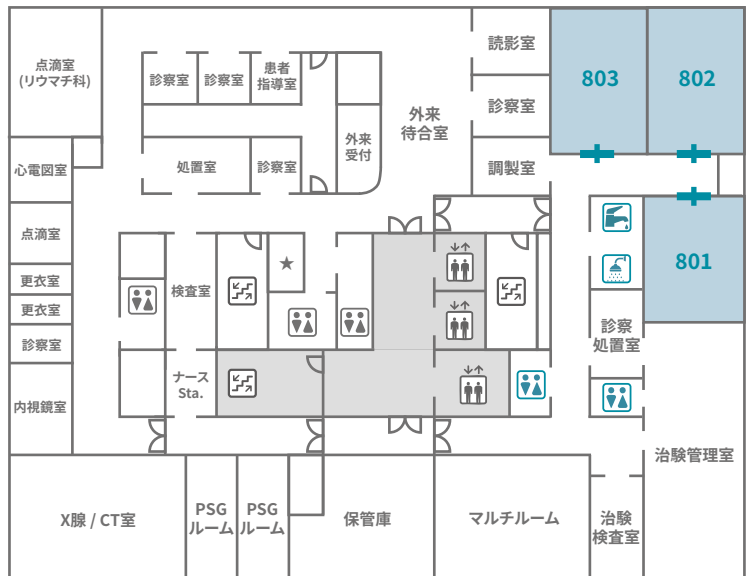 点滴室
(リウマチ科)
診察室
診察室
患者
指導室
読影室
803
802
外来
待合室
診察室
外来
受付
心電図室
処置室
診察室
調製室
点滴室
801
★
更衣室
検査室
更衣室
診察室
診察
処置室
ナース
Sta.
内視鏡室
治験管理室
X腺 / CT室
PSG
ルーム
PSG
ルーム
保管庫
マルチルーム
治験
検査室